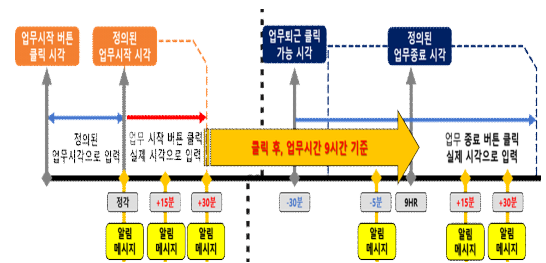 업무시작 버튼
클릭 시각
정의된
업무시작 시각
업무퇴근 클릭
가능 시각
정의된
업무종료 시각
정의된
업무시각으로 입력
업무 시작 버튼 클릭
실제 시각으로 입력
클릭 후, 업무시간 9시간 기준
업무 종료 버튼 클릭
실제 시각으로 입력
정각
+15분
+30분
-30분
-5분
9HR
+15분
+30분
알림
메시지
알림
메시지
알림
메시지
알림
메시지
알림
메시지
알림
메시지